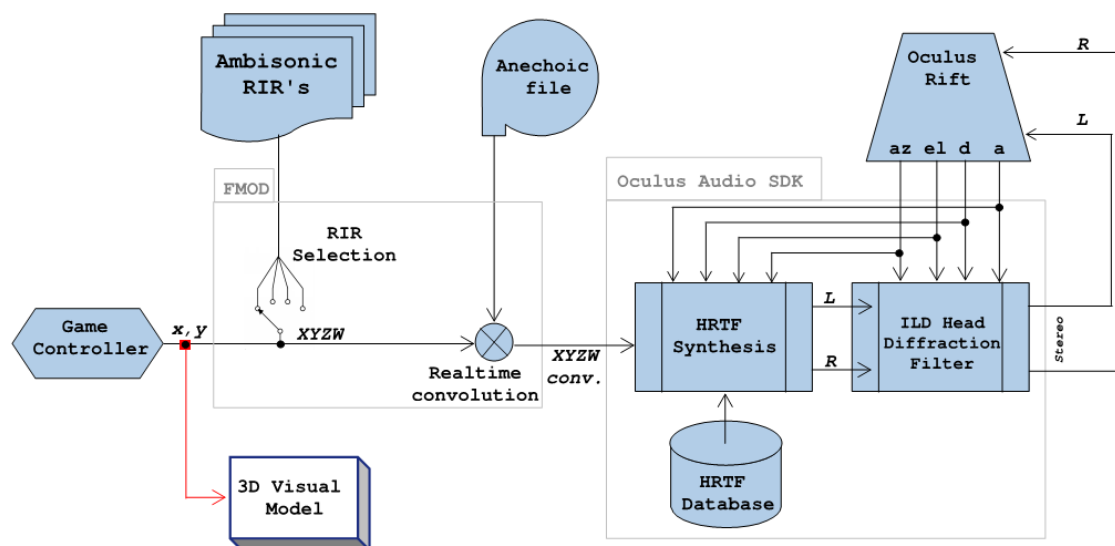 Ambisonic
RIR's
Anechoic
file
Oculus
Rift
R
L
az el d a
FMOD
Oculus Audio SDK
RIR
Selection
Game
Controller
x,y
XYZW
Realtime
convolution
XYZW
conv.
HRTF
Synthesis
L
R
ILD Head
Diffraction
Filter
Stereo
HRTF
Database
3D Visual
Model